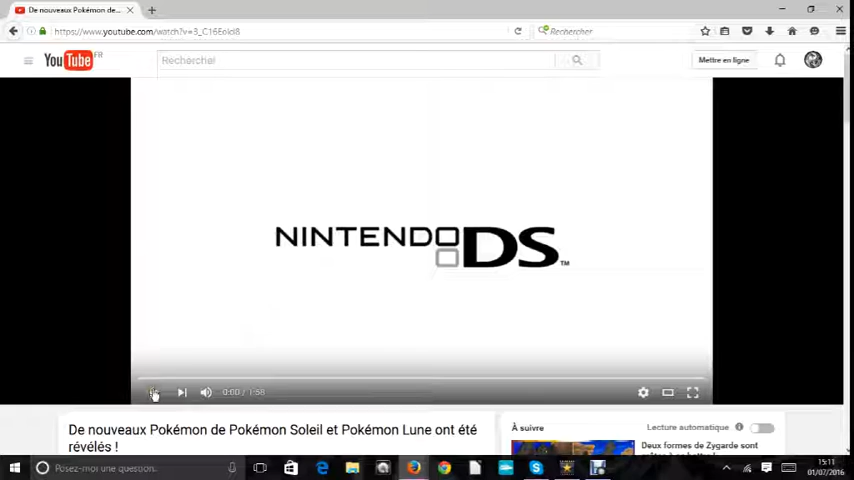 De nouveaux Pokémon de...
https://www.youtube.com/watch?v=3_C16EoIcI8
Rechercher
YouTube FR
Rechercher
Mettre en ligne
NINTENDO DS™
0:00 / 1:58
De nouveaux Pokémon de Pokémon Soleil et Pokémon Lune ont été
révélés !
À suivre
Lecture automatique
Deux formes de Zygarde sont
Posez-moi une question.
15:11
01/07/2016